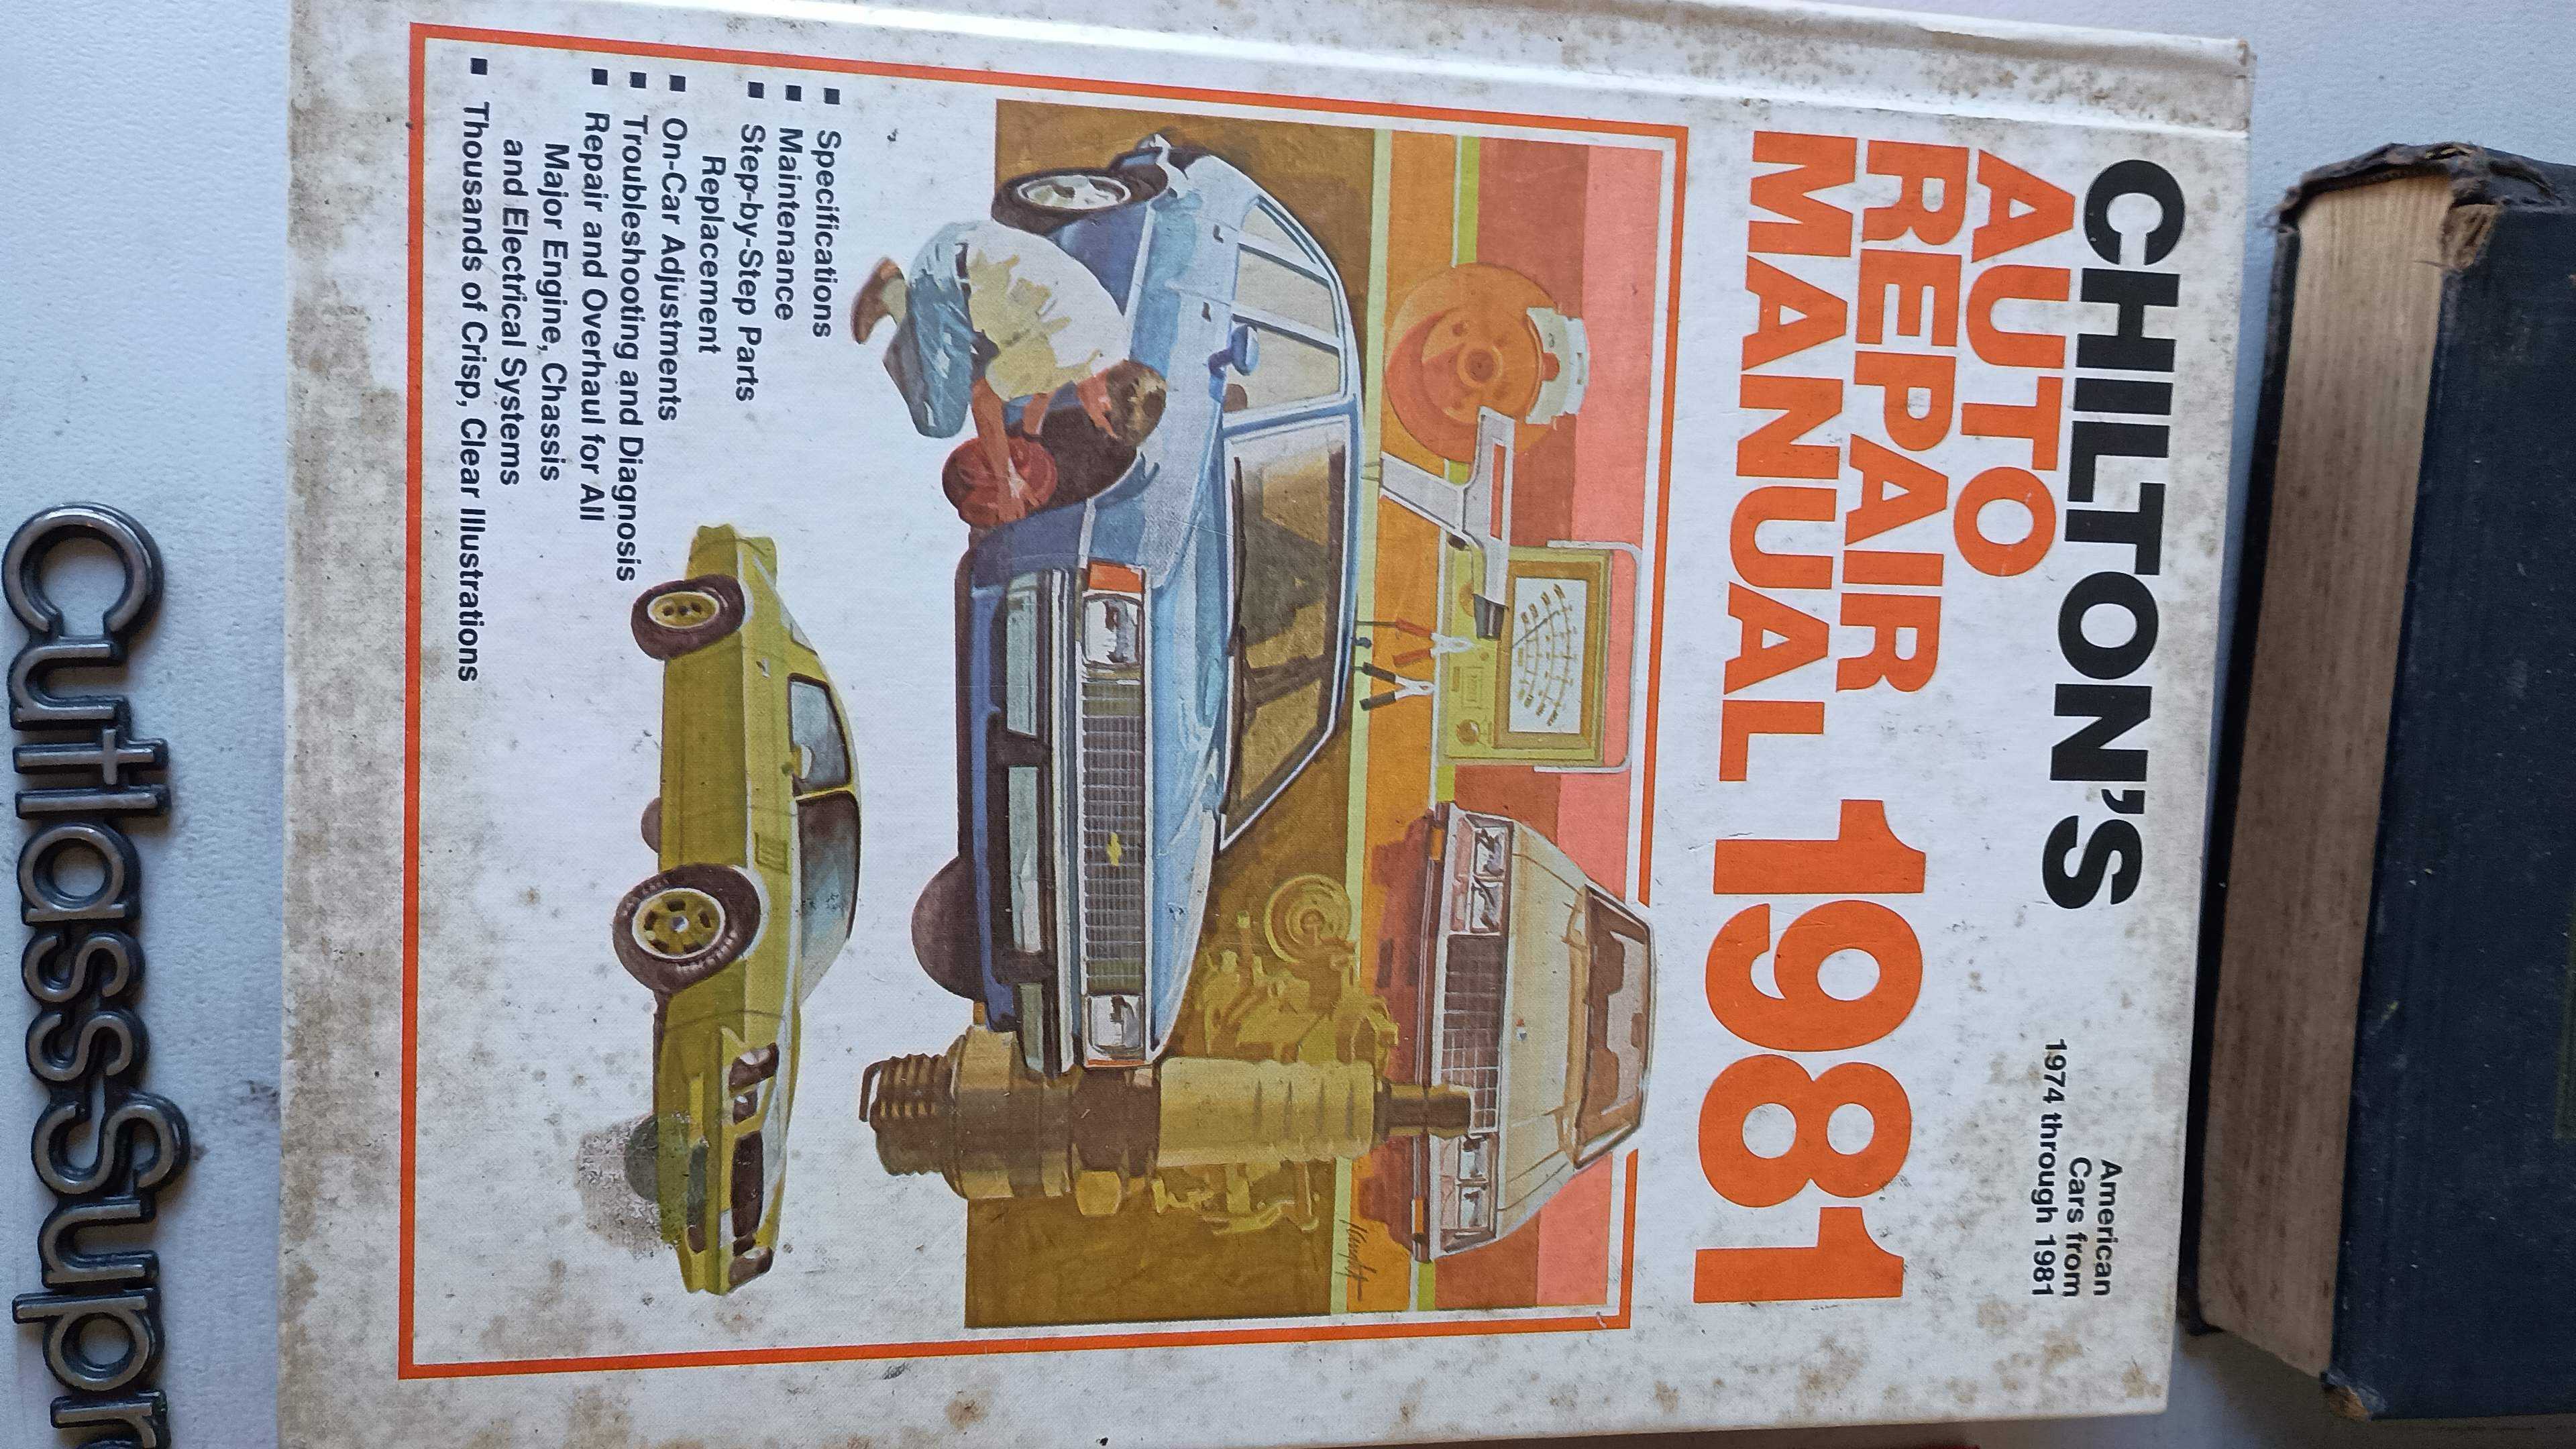 CHILTON'S
American
Cars from
1974 through 1981
AUTO
REPAIR
MANUAL 1981
■ Specifications
■ Maintenance
■ Step-by-Step Parts
Replacement
■ On-Car Adjustments
■ Troubleshooting and Diagnosis
■ Repair and Overhaul for All
Major Engine, Chassis
and Electrical Systems
■ Thousands of Crisp, Clear Illustrations
CutlassSupr